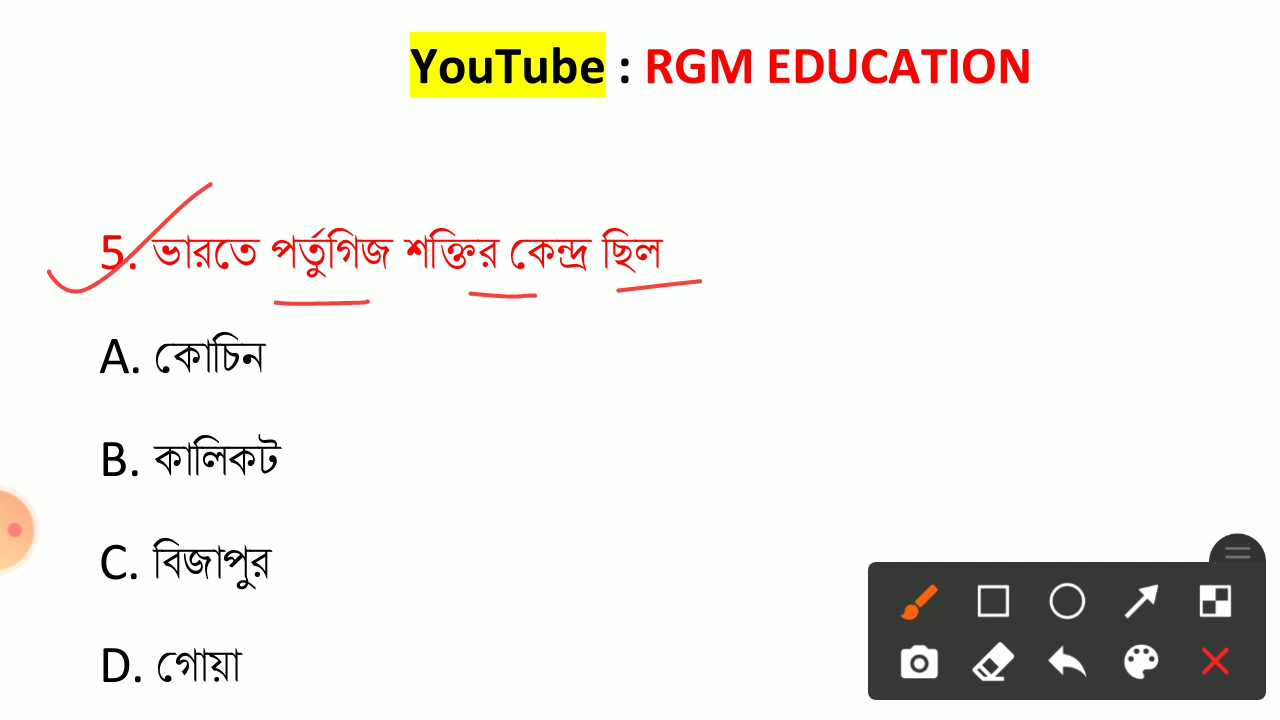 YouTube : RGM EDUCATION
5. ভারতে পর্তুগিজ শক্তির কেন্দ্র ছিল
A. কোচিন
B. কালিকট
C. বিজাপুর
D. গোয়া